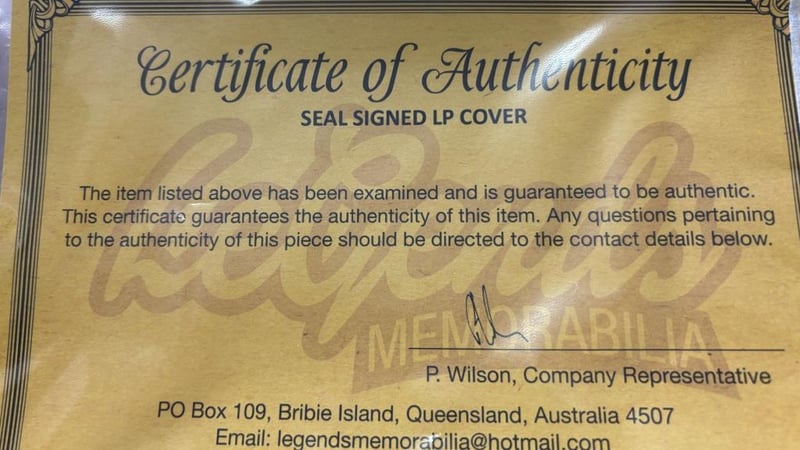 Certificate of Authenticity
SEAL SIGNED LP COVER
The item listed above has been examined and is guaranteed to be authentic.
This certificate guarantees the authenticity of this item. Any questions pertaining
to the authenticity of this piece should be directed to the contact details below.
Legends
MEMORABILIA
P. Wilson, Company Representative
PO Box 109, Bribie Island, Queensland, Australia 4507
Email: legendsmemorabilia@hotmail.com